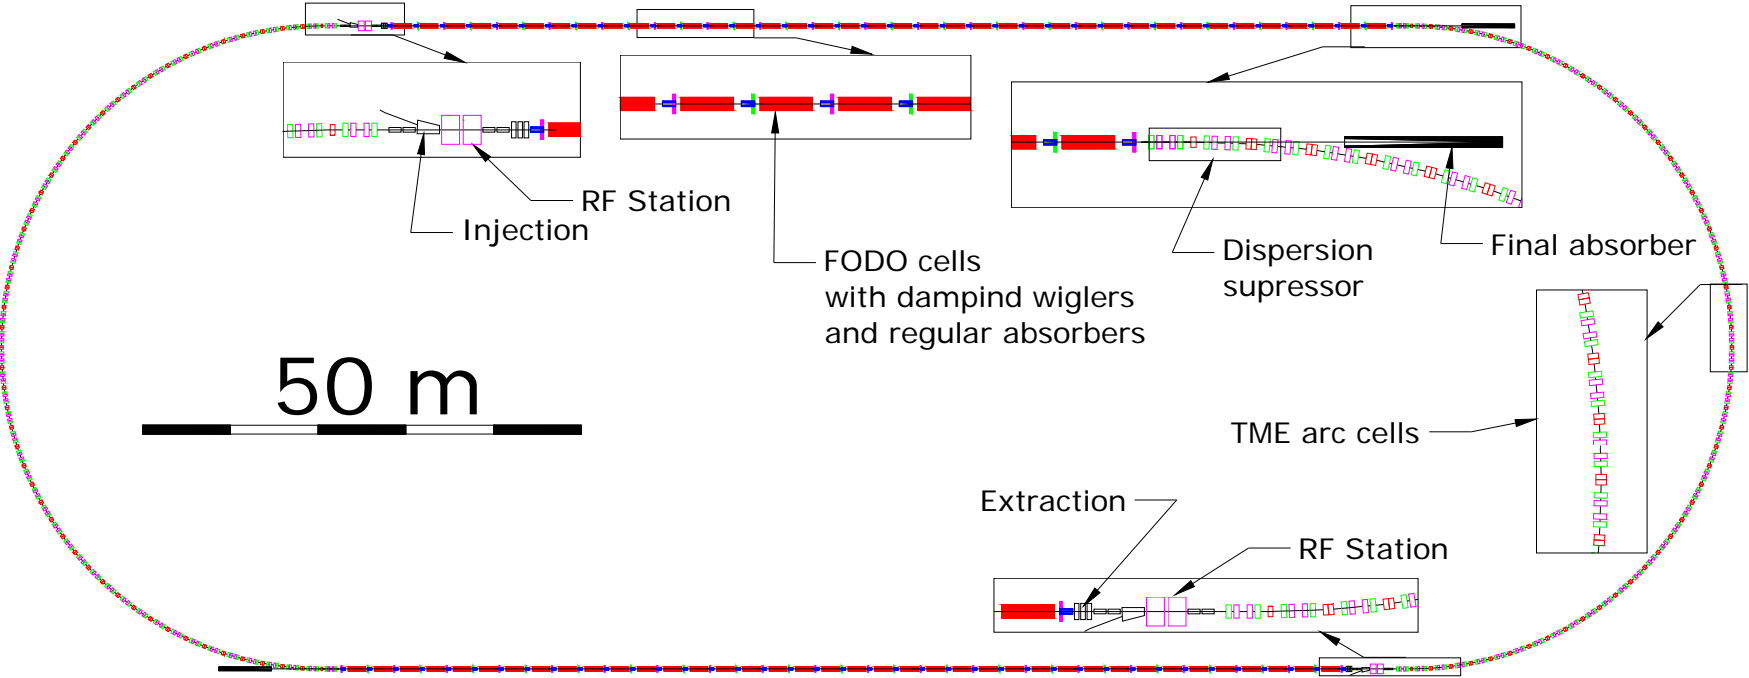 RF Station
Injection
FODO cells
with dampind wiglers
and regular absorbers
Dispersion
supressor
Final absorber
50 m
TME arc cells
Extraction
RF Station